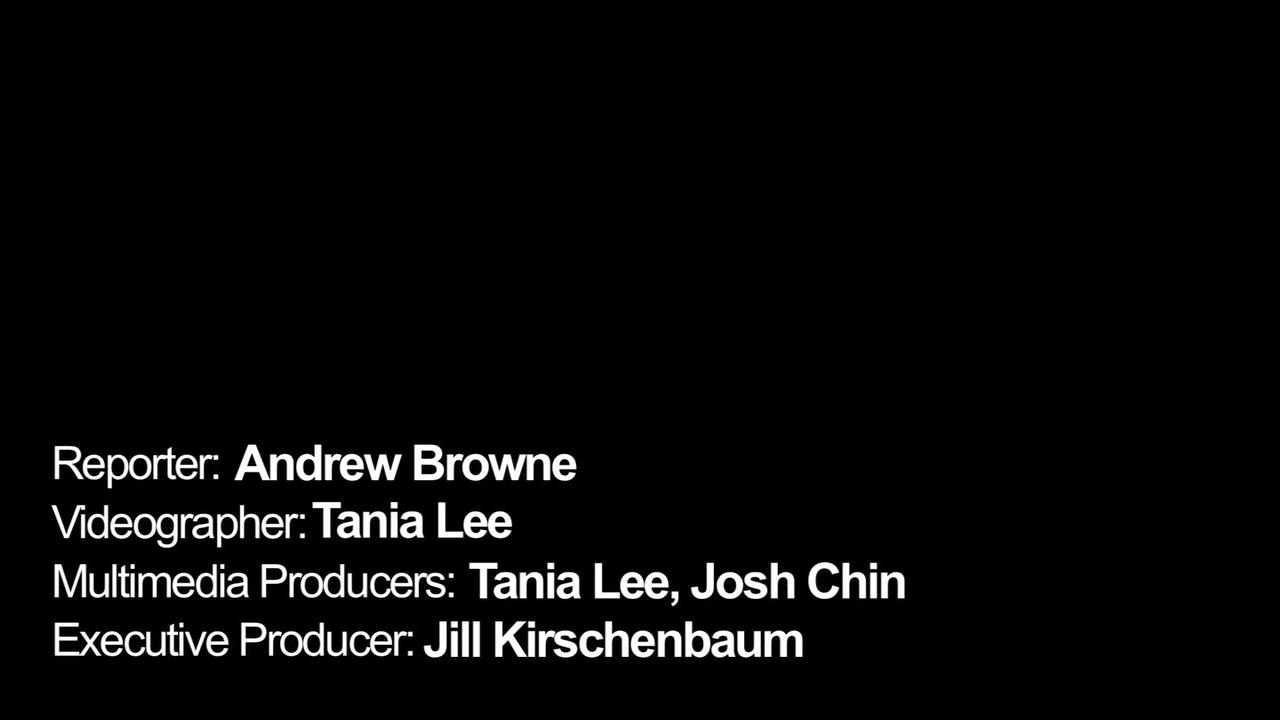 Reporter: Andrew Browne
Videographer: Tania Lee
Multimedia Producers: Tania Lee, Josh Chin
Executive Producer: Jill Kirschenbaum